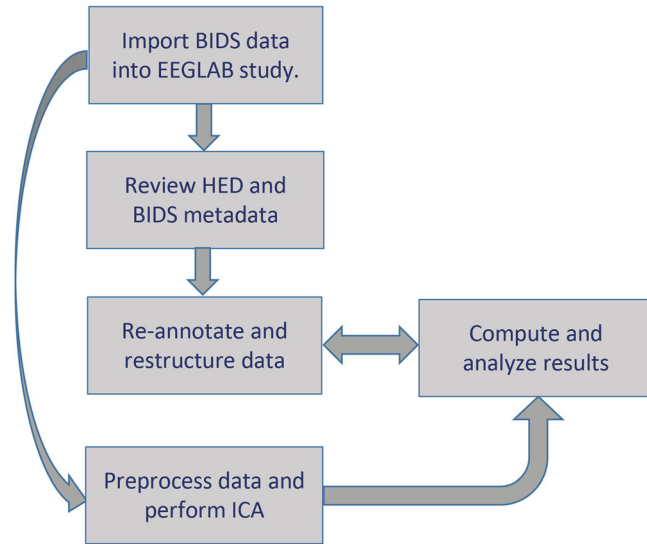 Import BIDS data
into EEGLAB study.
Review HED and
BIDS metadata
Re-annotate and
restructure data
Compute and
analyze results
Preprocess data and
perform ICA